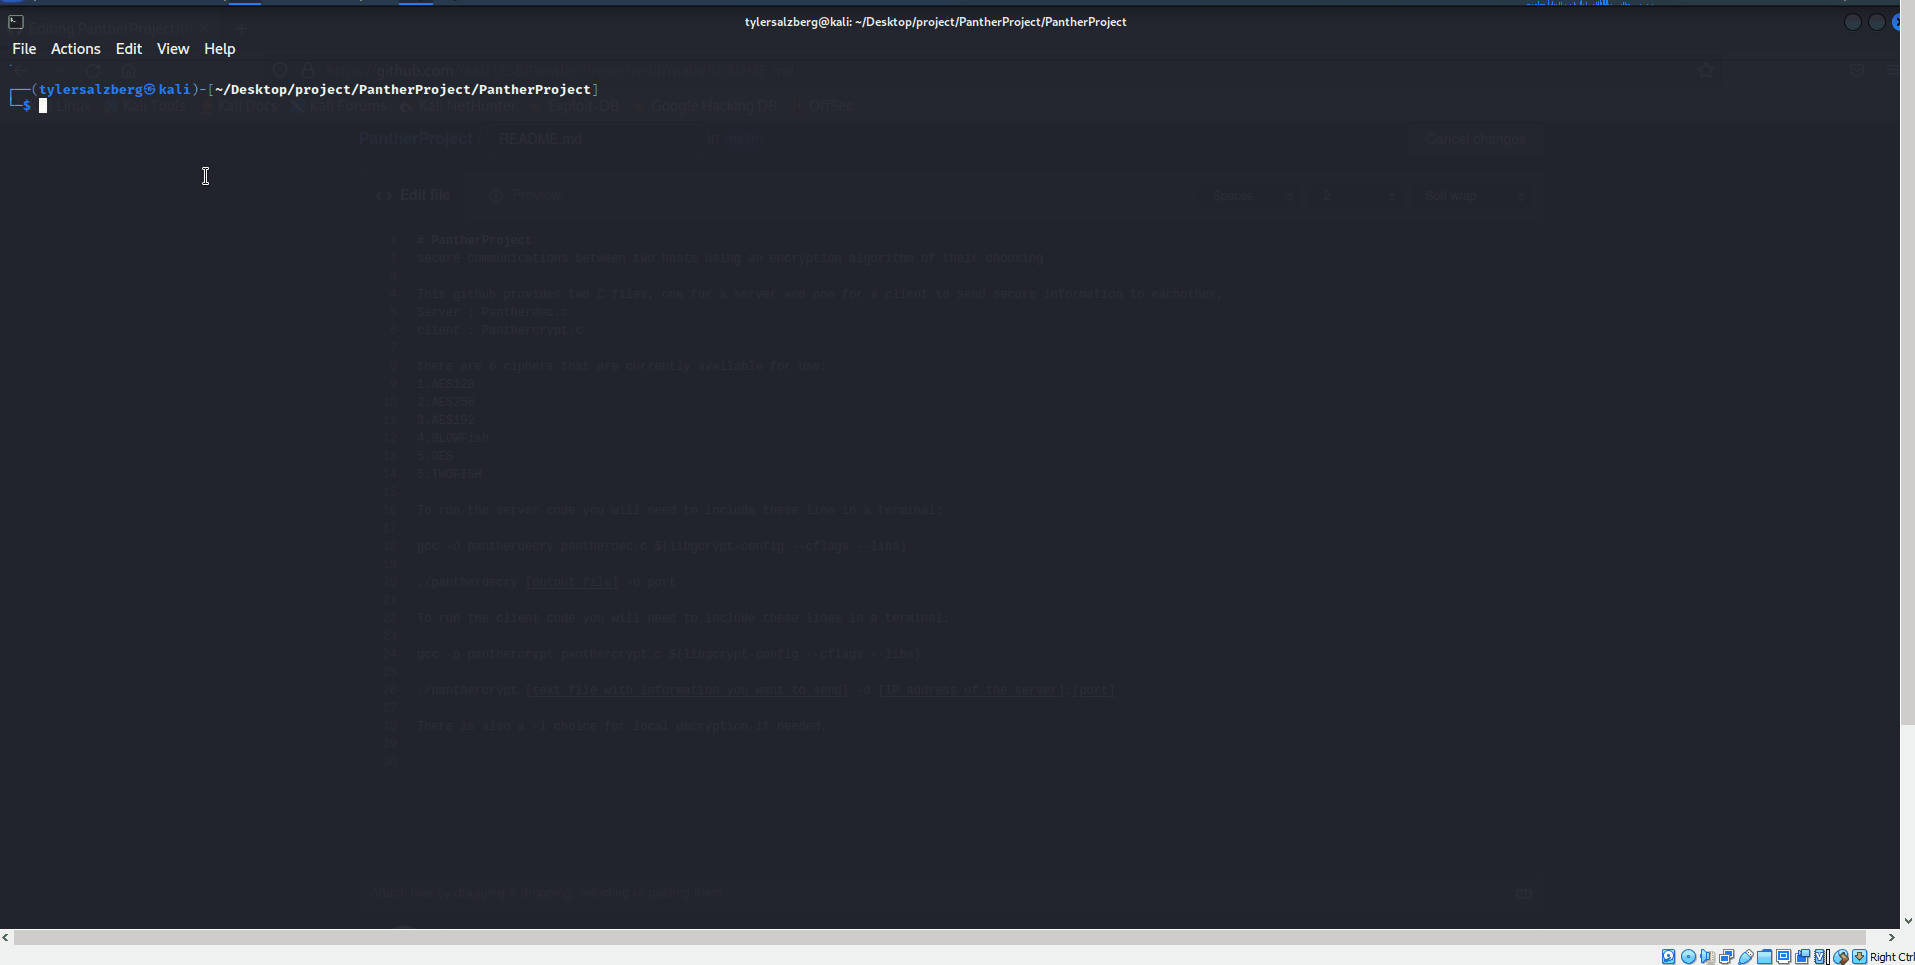 tylersalzberg@kali: ~/Desktop/project/PantherProject/PantherProject
Editing PantherProject/
File Actions Edit View Help
github.com
┌──(tylersalzberg㉿kali)-[~/Desktop/project/PantherProject/PantherProject]
└─$
Linux Kali Tools Kali Docs Kali Forums Kali NetHunter Exploit-DB Google Hacking DB OffSec
PantherProject / README.md in main Cancel changes
<> Edit file Preview Spaces 2 Soft wrap
1 # PantherProject
2 secure communications between two hosts using an encryption algorithm of their choosing
3
4 This github provides two C files, one for a server and one for a client to send secure information to eachother,
5 Server : Pantherdec.c
6 client : Panthercrypt.c
7
8 there are 6 ciphers that are currently available for use:
9 1.AES128
10 2.AES256
11 3.AES192
12 4.BLOWFish
13 5.DES
14 6.TWOFISH
15
16 To run the server code you will need to include these line in a terminal:
17
18 gcc -o pantherdecry pantherdec.c $(libgcrypt-config --cflags --libs)
19
20 ./pantherdecry [output file] -d port
21
22 To run the client code you will need to include these lines in a terminal:
23
24 gcc -o panthercrypt panthercrypt.c $(libgcrypt-config --cflags --libs)
25
26 ./panthercrypt [text file with information you want to send] -d [IP address of the server]:[port]
27
28 There is also a -l choice for local decryption if needed.
29
30
Attach files by dragging & dropping, selecting or pasting them.
Right Ctrl